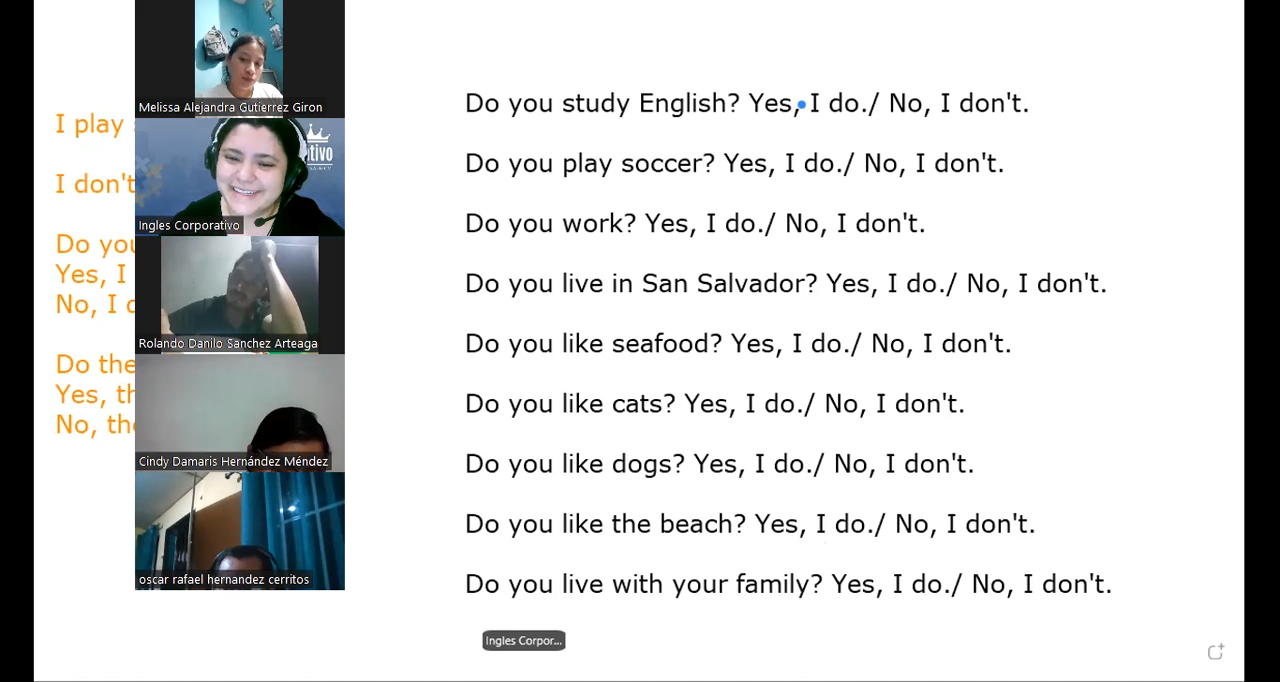 Melissa Alejandra Gutierrez Giron
Ingles Corporativo
Rolando Danilo Sanchez Arteaga
Cindy Damaris Hernández Méndez
oscar rafael hernandez cerritos
I play
I don't
Do you
Yes, I
No, I
Do the
Yes, th
No, the
Do you study English? Yes, I do./ No, I don't.
Do you play soccer? Yes, I do./ No, I don't.
Do you work? Yes, I do./ No, I don't.
Do you live in San Salvador? Yes, I do./ No, I don't.
Do you like seafood? Yes, I do./ No, I don't.
Do you like cats? Yes, I do./ No, I don't.
Do you like dogs? Yes, I do./ No, I don't.
Do you like the beach? Yes, I do./ No, I don't.
Do you live with your family? Yes, I do./ No, I don't.
Ingles Corpor...